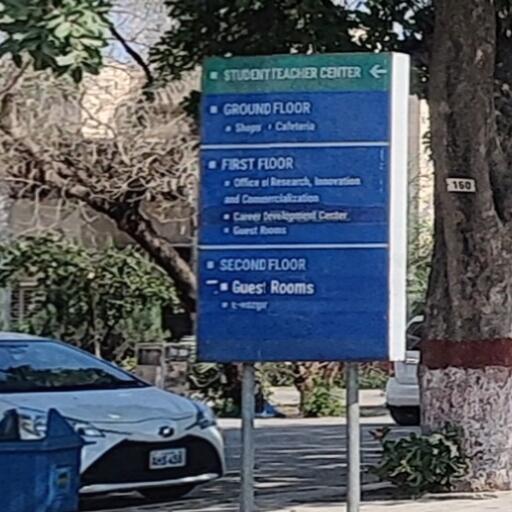 STUDENT TEACHER CENTER
GROUND FLOOR
Shops Cafeteria
FIRST FLOOR
Office of Research, Innovation
and Commercialization
Career Development Center
Guest Rooms
SECOND FLOOR
Guest Rooms
160